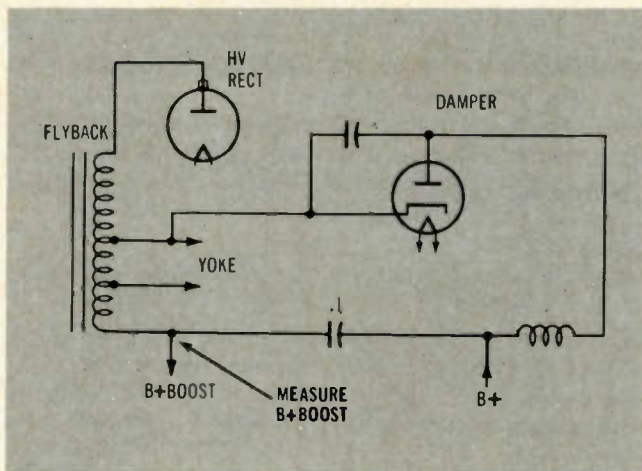 HV
RECT
DAMPER
FLYBACK
YOKE
.1
B+BOOST
MEASURE
B+BOOST
B+